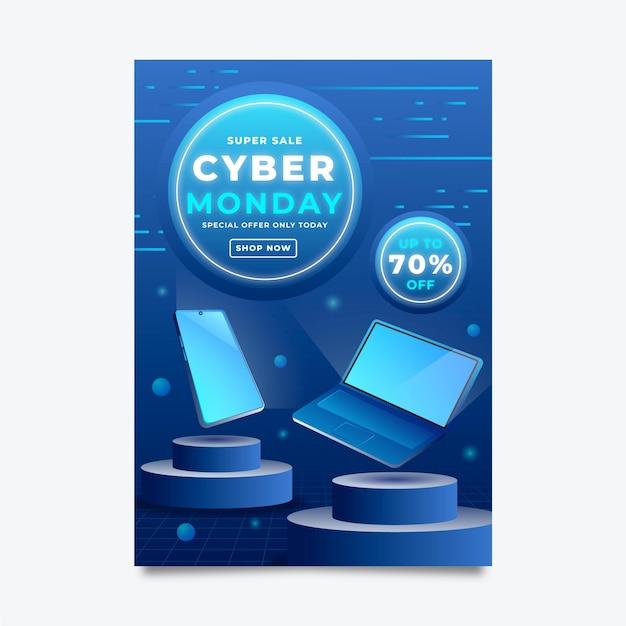 SUPER SALE
CYBER
MONDAY
SPECIAL OFFER ONLY TODAY
SHOP NOW
UP TO
70%
OFF